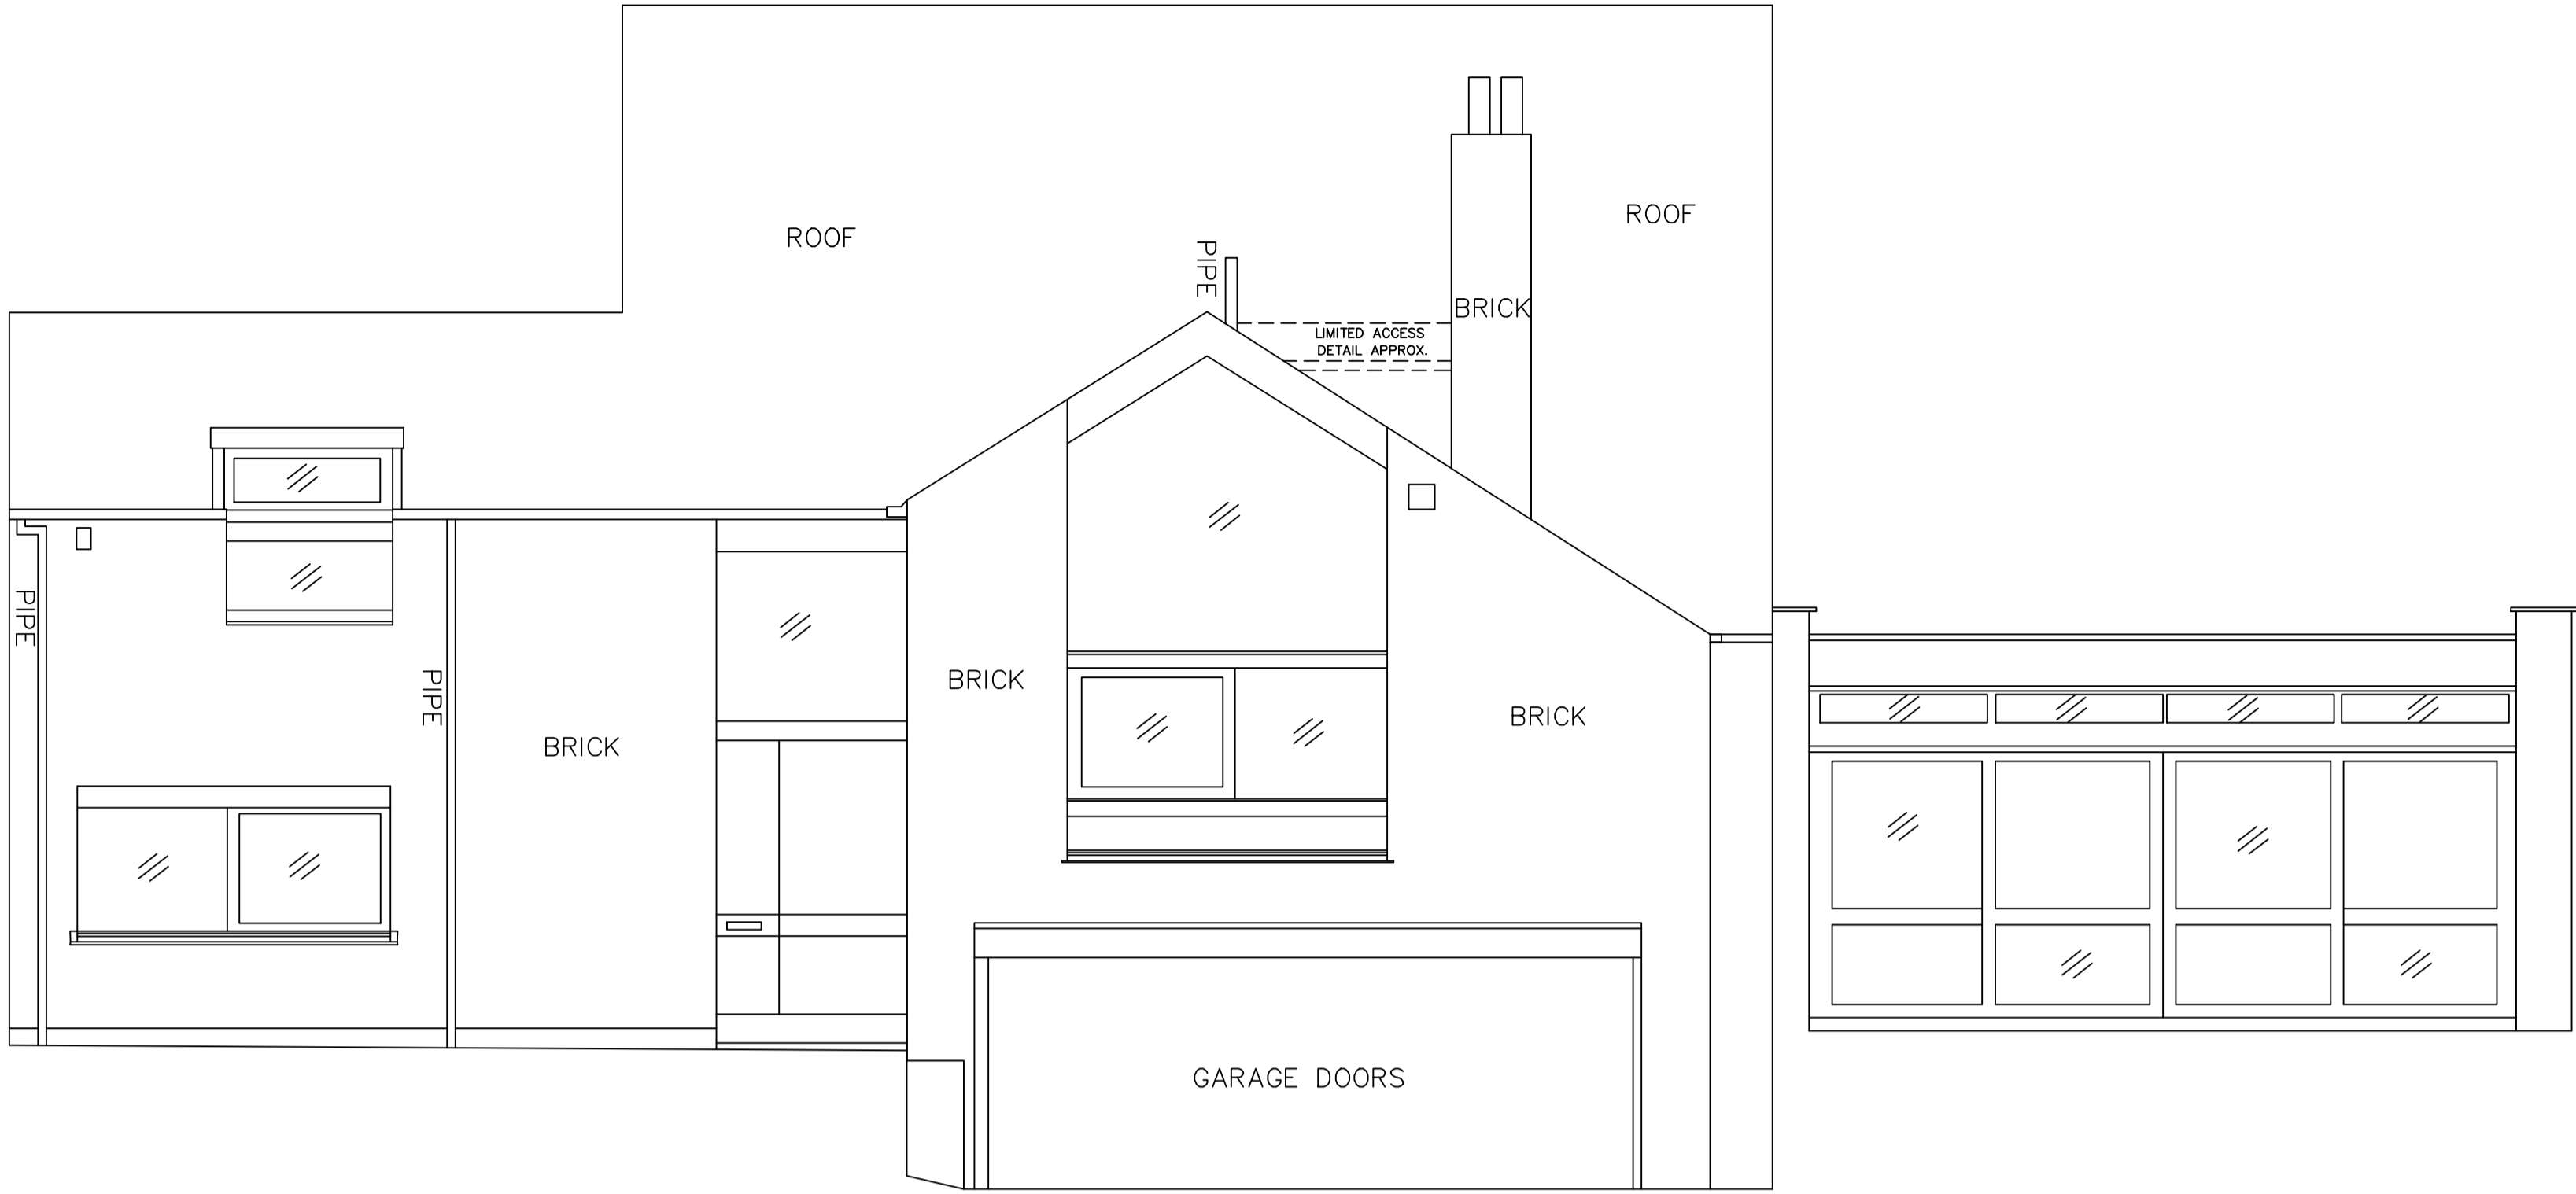 ROOF
ROOF
PIPE
BRICK
LIMITED ACCESS
DETAIL APPROX.
PIPE
PIPE
BRICK
BRICK
BRICK
GARAGE DOORS